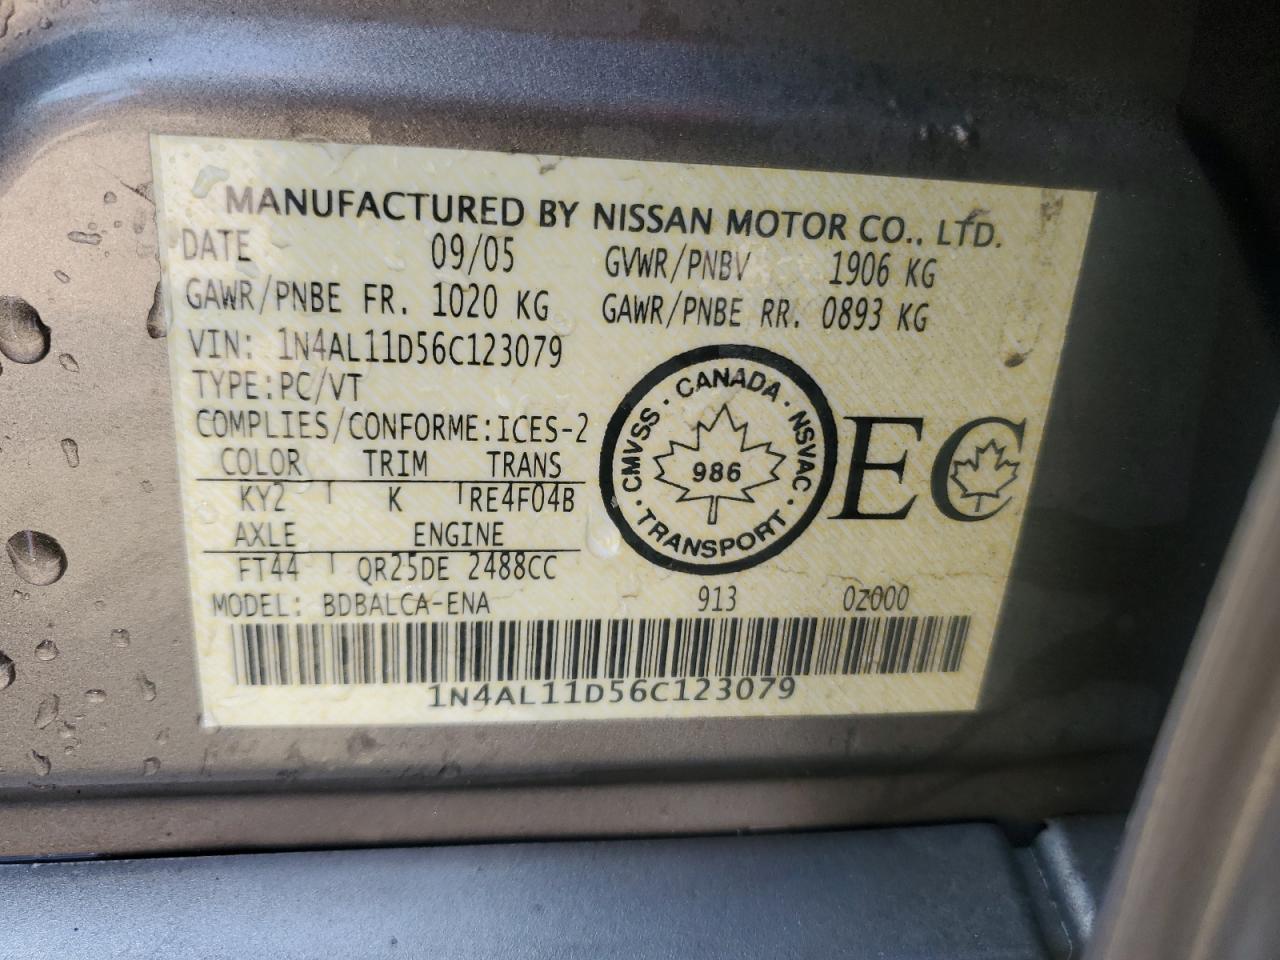 MANUFACTURED BY NISSAN MOTOR CO., LTD.
DATE 09/05 GVWR/PNBV 1906 KG
GAWR/PNBE FR. 1020 KG GAWR/PNBE RR. 0893 KG
VIN: 1N4AL11D56C123079
TYPE:PC/VT
COMPLIES/CONFORME:ICES-2
COLOR TRIM TRANS
KY2 K RE4F04B
AXLE ENGINE
FT44 QR25DE 2488CC
MODEL: BDBALCA-ENA 913 0Z000
CMVSS · CANADA · NSVAC · TRANSPORT ·
986
EC
1N4AL11D56C123079